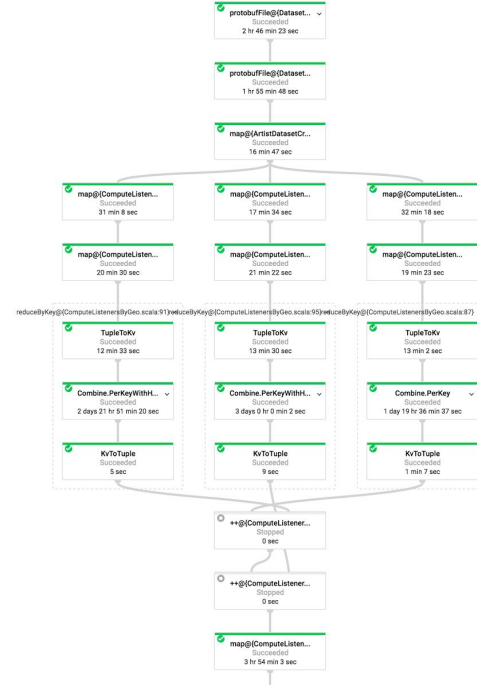 protobufFile@{Dataset...
Succeeded
2 hr 46 min 23 sec
protobufFile@{Dataset...
Succeeded
1 hr 55 min 48 sec
map@{ArtistDatasetCr...
Succeeded
16 min 47 sec
map@{ComputeListen...
Succeeded
31 min 8 sec
map@{ComputeListen...
Succeeded
17 min 34 sec
map@{ComputeListen...
Succeeded
32 min 18 sec
map@{ComputeListen...
Succeeded
20 min 30 sec
map@{ComputeListen...
Succeeded
21 min 22 sec
map@{ComputeListen...
Succeeded
19 min 23 sec
reduceByKey@{ComputeListenersByGeo.scala:91}
reduceByKey@{ComputeListenersByGeo.scala:95}
reduceByKey@{ComputeListenersByGeo.scala:87}
TupleToKv
Succeeded
12 min 33 sec
TupleToKv
Succeeded
13 min 30 sec
TupleToKv
Succeeded
13 min 2 sec
Combine.PerKeyWithH...
Succeeded
2 days 21 hr 51 min 20 sec
Combine.PerKeyWithH...
Succeeded
3 days 0 hr 0 min 2 sec
Combine.PerKey
Succeeded
1 day 19 hr 36 min 37 sec
KvToTuple
Succeeded
5 sec
KvToTuple
Succeeded
9 sec
KvToTuple
Succeeded
1 min 7 sec
++@{ComputeListener...
Stopped
0 sec
++@{ComputeListener...
Stopped
0 sec
map@{ComputeListen...
Succeeded
3 hr 54 min 3 sec